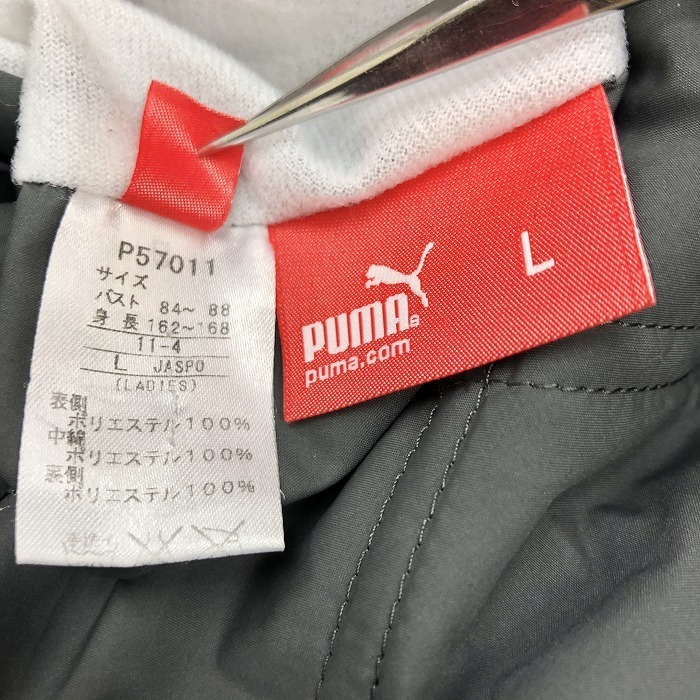 P57011
サイズ
バスト 84～ 88
身 長 162～168
11-4
L JASPO
(LADIES)
表側
ポリエステル100%
中綿
ポリエステル100%
裏側
ポリエステル100%
L
PUMA®
puma.com